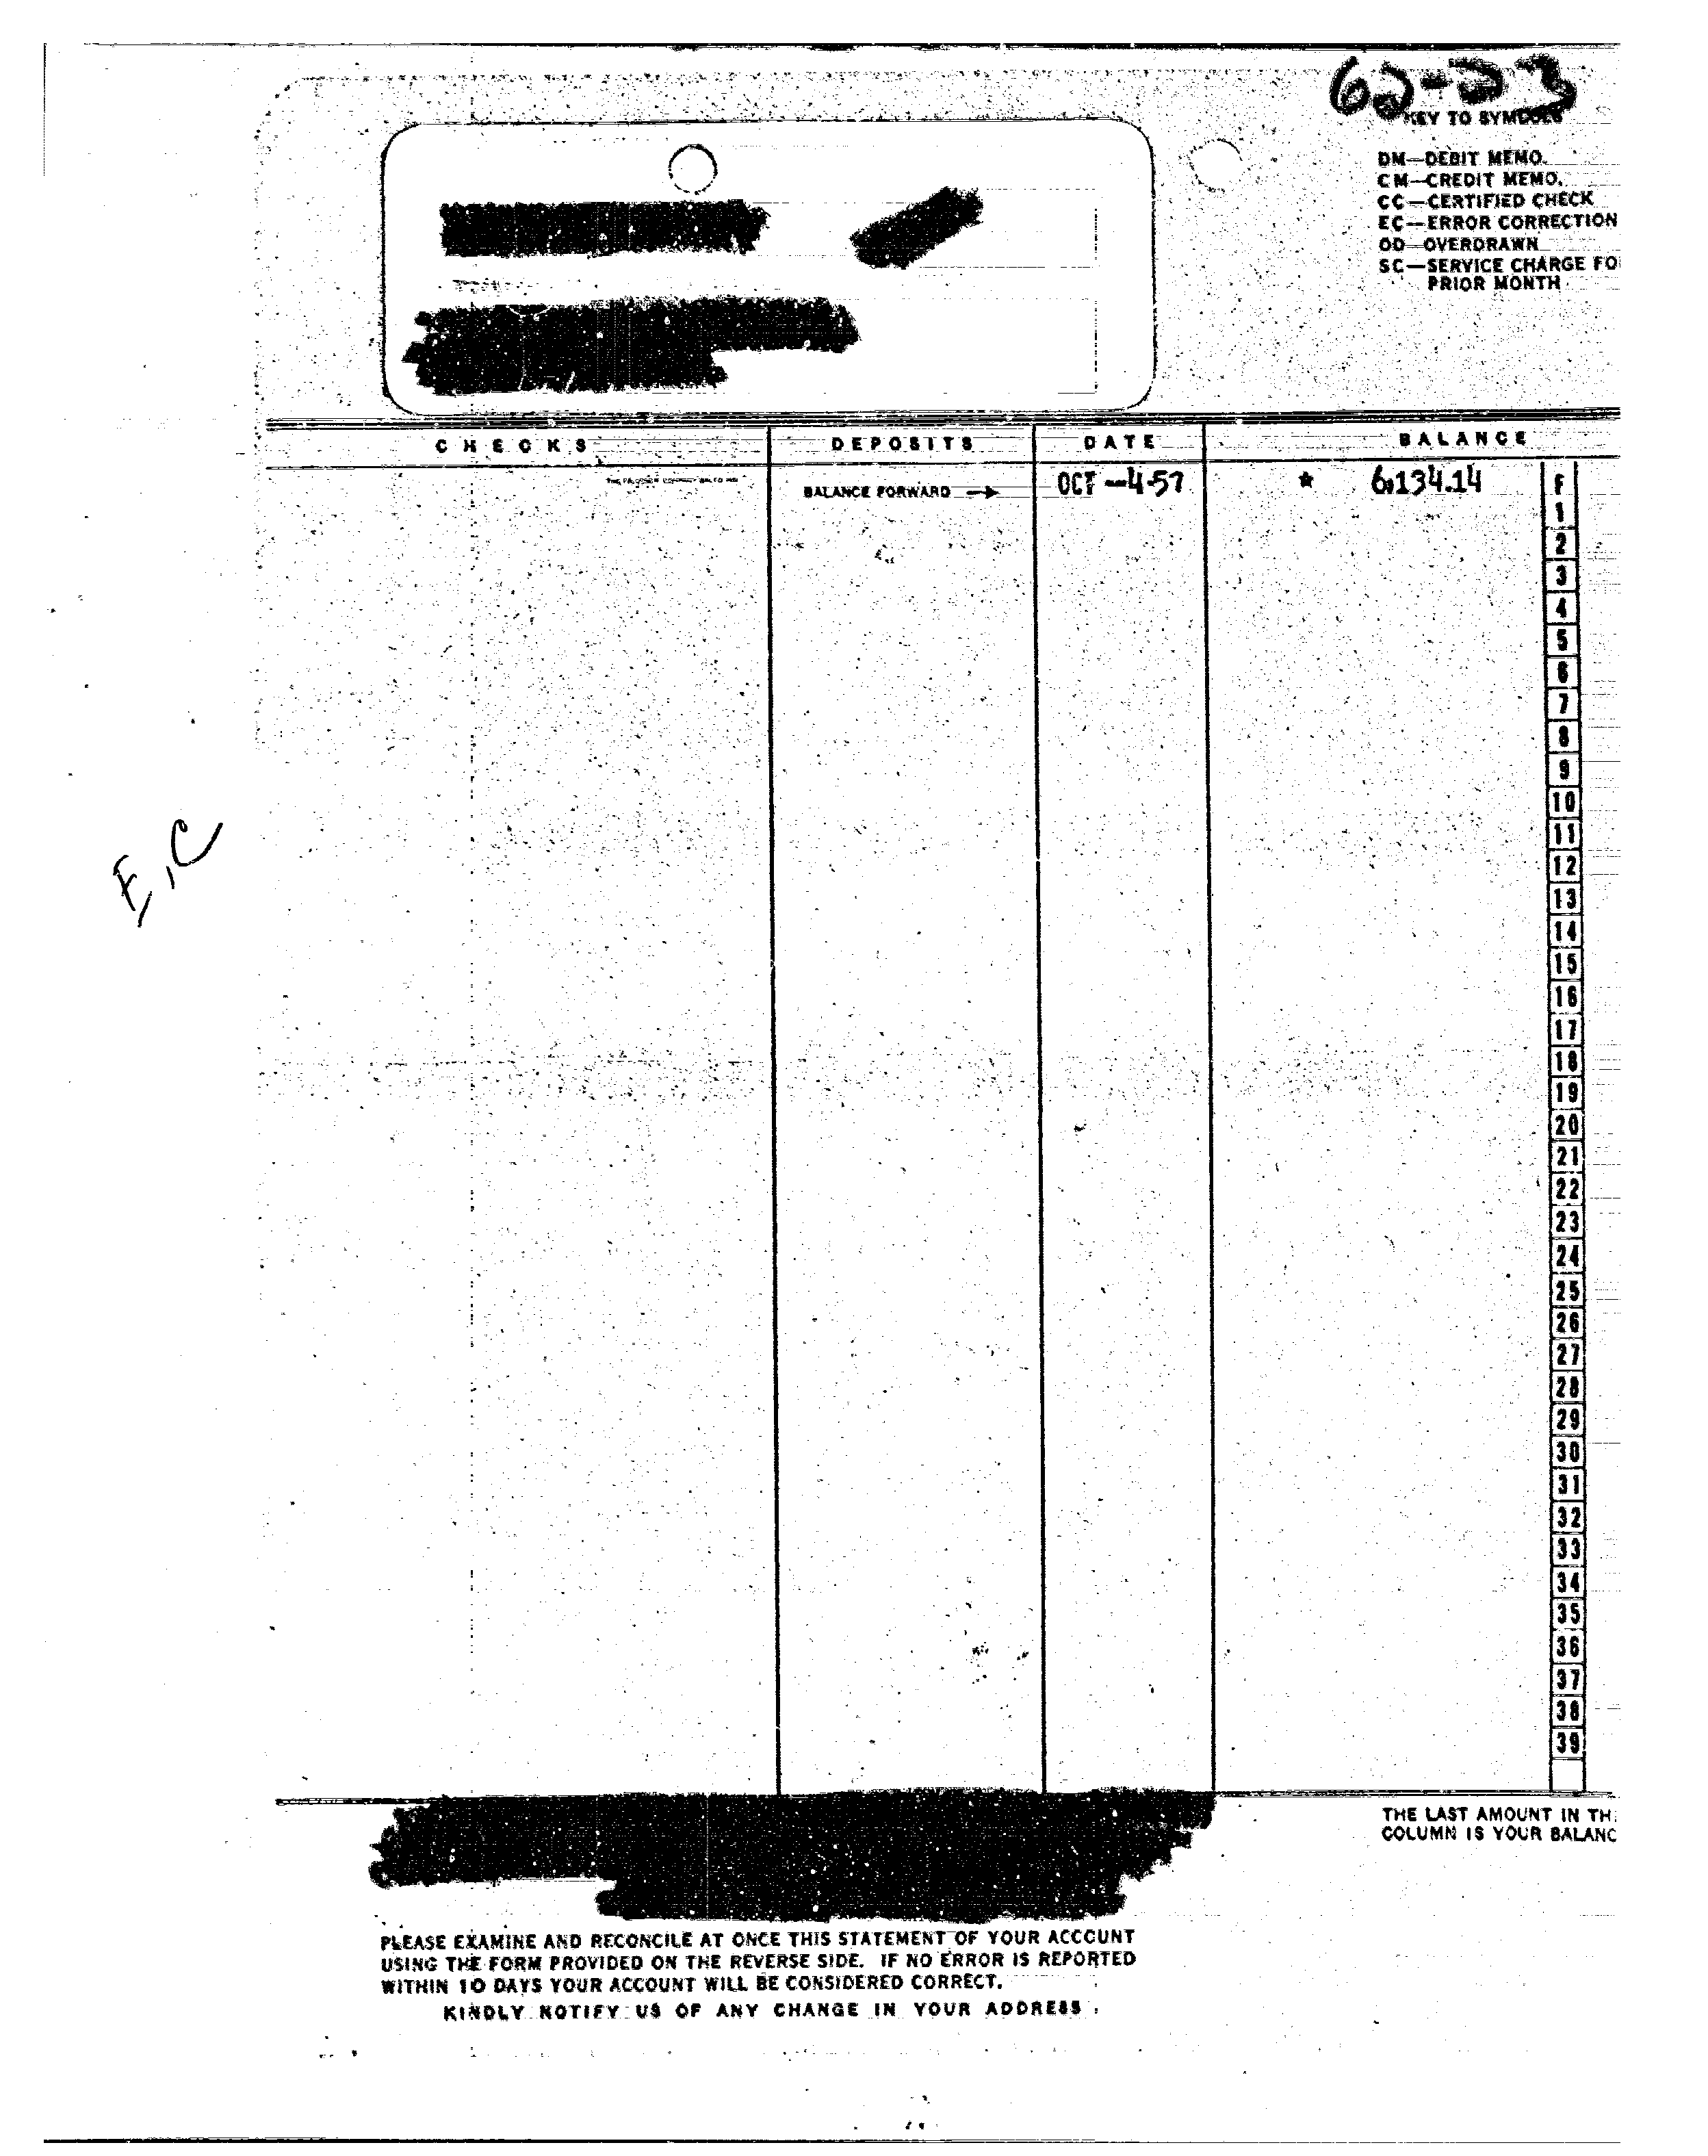 62-23
KEY TO SYMBOLS
DM—DEBIT MEMO.
CM—CREDIT MEMO.
CC—CERTIFIED CHECK
EC—ERROR CORRECTION
OD—OVERDRAWN
SC—SERVICE CHARGE FO
PRIOR MONTH
CHECKS DEPOSITS DATE BALANCE
BALANCE FORWARD → OCT -4-57 * 6,134.14 F
1
2
3
4
5
6
7
8
9
10
11
12
13
14
15
16
17
18
19
20
21
22
23
24
25
26
27
28
29
30
31
32
33
34
35
36
37
38
39
E,C
THE LAST AMOUNT IN TH
COLUMN IS YOUR BALANC
PLEASE EXAMINE AND RECONCILE AT ONCE THIS STATEMENT OF YOUR ACCOUNT
USING THE FORM PROVIDED ON THE REVERSE SIDE. IF NO ERROR IS REPORTED
WITHIN 10 DAYS YOUR ACCOUNT WILL BE CONSIDERED CORRECT.
KINDLY NOTIFY US OF ANY CHANGE IN YOUR ADDRESS.